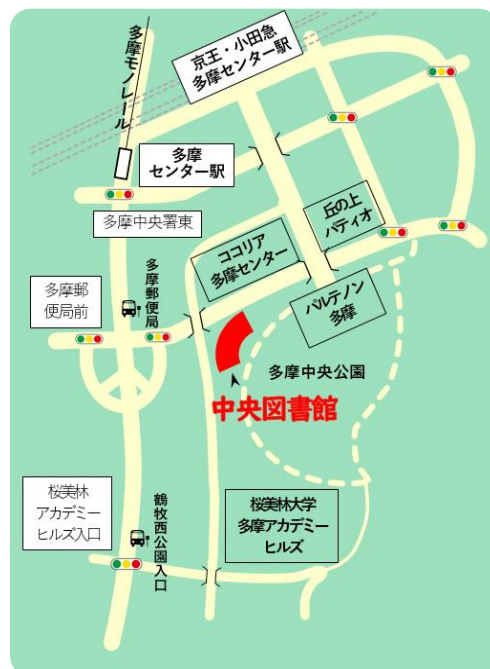 京王・小田急
多摩センター駅
多摩モノレール
多摩
センター駅
多摩中央署東
丘の上
パティオ
ココリア
多摩センター
多摩郵便局
多摩郵
便局前
パルテノン
多摩
多摩中央公園
中央図書館
桜美林
アカデミー
ヒルズ入口
鶴牧西公園入口
桜美林大学
多摩アカデミー
ヒルズ